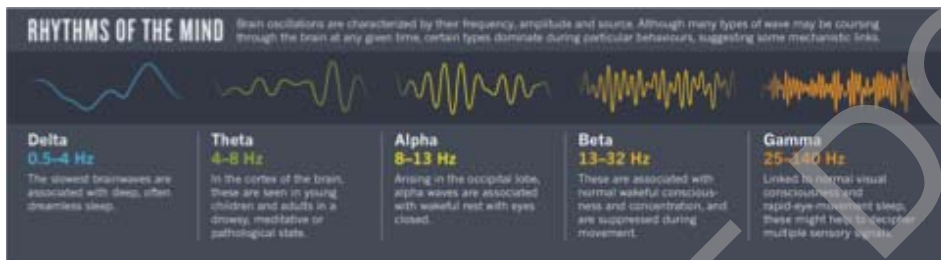 RHYTHMS OF THE MIND
Brain oscillations are characterized by their frequency, amplitude and source. Although many types of wave may be coursing
through the brain at any given time, certain types dominate during particular behaviours, suggesting some mechanistic links.
Delta
0.5–4 Hz
The slowest brainwaves are
associated with deep, often
dreamless sleep.
Theta
4–8 Hz
In the cortex of the brain,
these are seen in young
children and adults in a
drowsy, meditative or
pathological state.
Alpha
8–13 Hz
Arising in the occipital lobe,
alpha waves are associated
with wakeful rest with eyes
closed.
Beta
13–32 Hz
These are associated with
normal wakeful conscious-
ness and concentration, and
are suppressed during
movement.
Gamma
25–140 Hz
Linked to normal visual
consciousness and
rapid-eye-movement sleep,
these might help to decipher
multiple sensory signals.